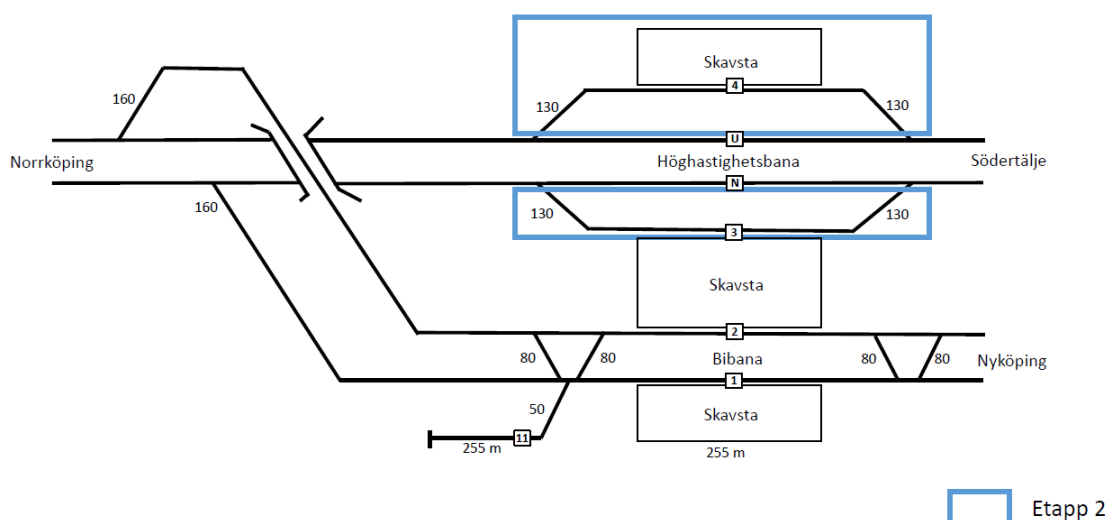 Skavsta
4
160
130
130
U
Norrköping
Höghastighetsbana
Södertälje
N
160
130
130
3
Skavsta
2
80
80
Bibana
80
80
Nyköping
1
50
Skavsta
11
255 m
255 m
Etapp 2